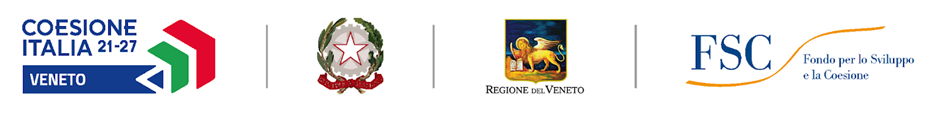 COESIONE
ITALIA 21-27
VENETO
REGIONE DEL VENETO
FSC
Fondo per lo Sviluppo
e la Coesione